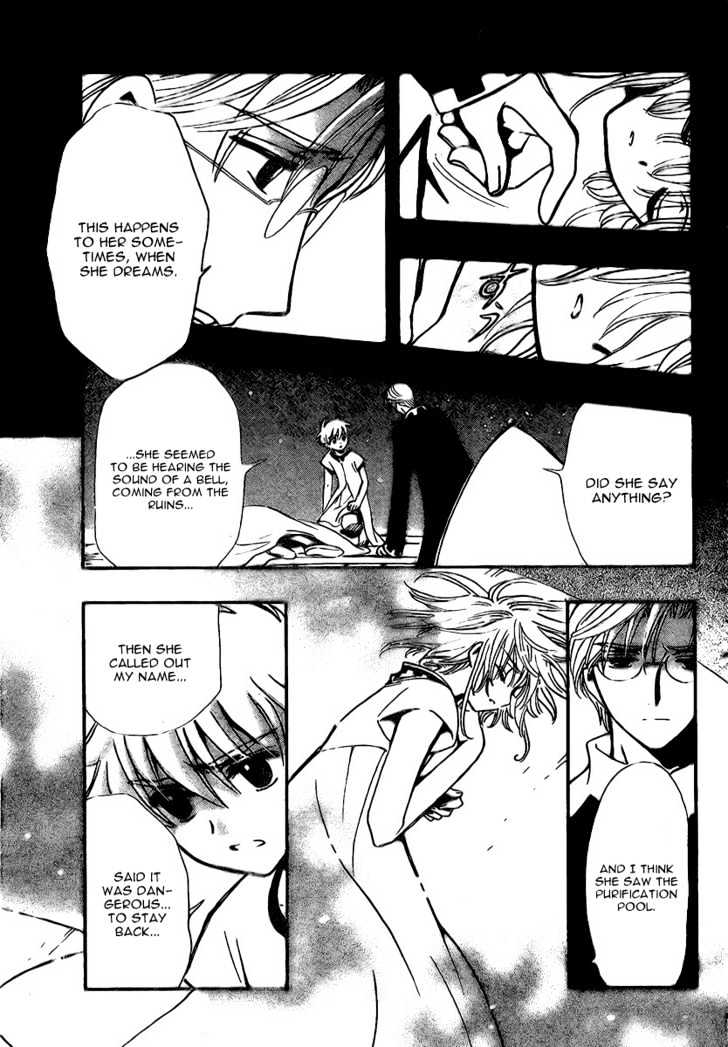 THIS HAPPENS
TO HER SOME-
TIMES, WHEN
SHE DREAMS.
DID SHE SAY
ANYTHING?
...SHE SEEMED
TO BE HEARING THE
SOUND OF A BELL,
COMING FROM THE
RUINS...
AND I THINK
SHE SAW THE
PURIFICATION
POOL.
THEN SHE
CALLED OUT
MY NAME...
SAID IT
WAS DAN-
GEROUS...
TO STAY
BACK...